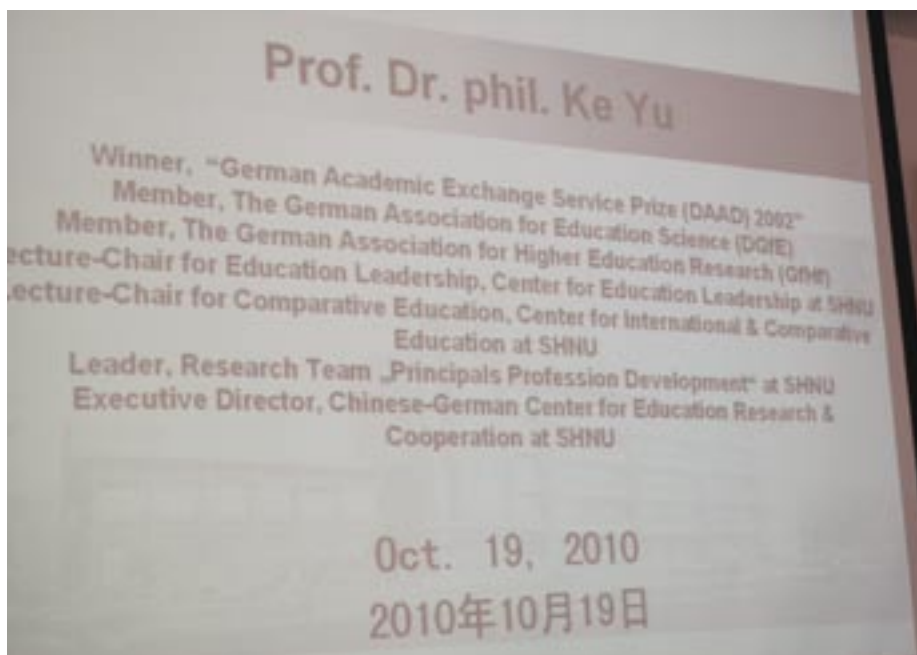 Prof. Dr. phil. Ke Yu
Winner, “German Academic Exchange Service Prize (DAAD) 2002”
Member, The German Association for Education Science (DGfE)
Member, The German Association for Higher Education Research (GfHf)
ecture-Chair for Education Leadership, Center for Education Leadership at SHNU
ecture-Chair for Comparative Education, Center for International & Comparative
Education at SHNU
Leader, Research Team „Principals Profession Development“ at SHNU
Executive Director, Chinese-German Center for Education Research &
Cooperation at SHNU
Oct. 19, 2010
2010年10月19日